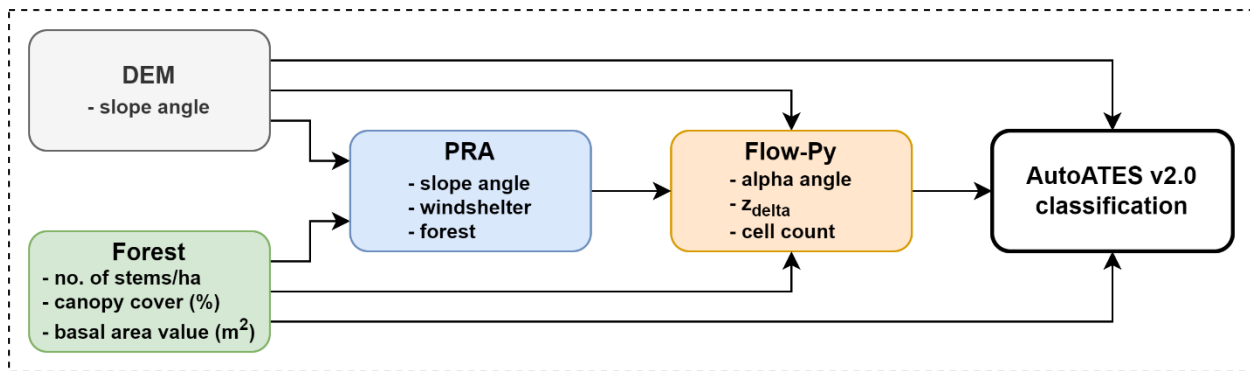 DEM
- slope angle
Forest
- no. of stems/ha
- canopy cover (%)
- basal area value (m²)
PRA
- slope angle
- windshelter
- forest
Flow-Py
- alpha angle
- z_delta
- cell count
AutoATES v2.0
classification